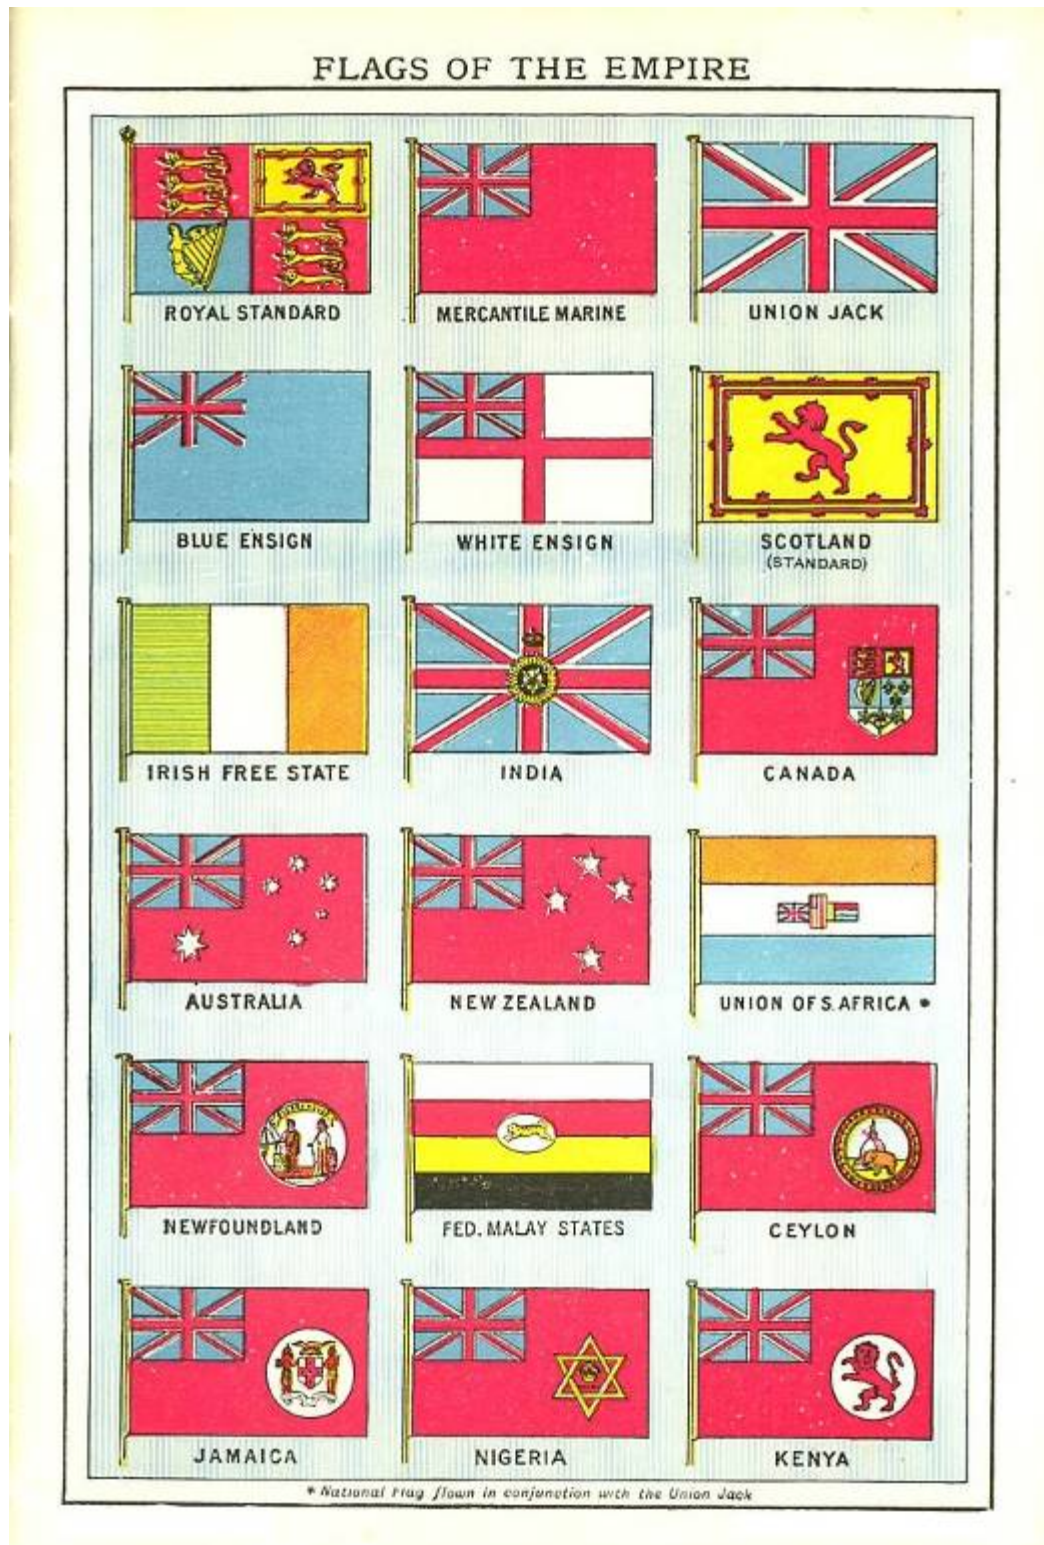 FLAGS OF THE EMPIRE
ROYAL STANDARD
MERCANTILE MARINE
UNION JACK
BLUE ENSIGN
WHITE ENSIGN
SCOTLAND
(STANDARD)
IRISH FREE STATE
INDIA
CANADA
AUSTRALIA
NEW ZEALAND
UNION OF S. AFRICA *
NEWFOUNDLAND
FED. MALAY STATES
CEYLON
JAMAICA
NIGERIA
KENYA
* National Flag flown in conjunction with the Union Jack